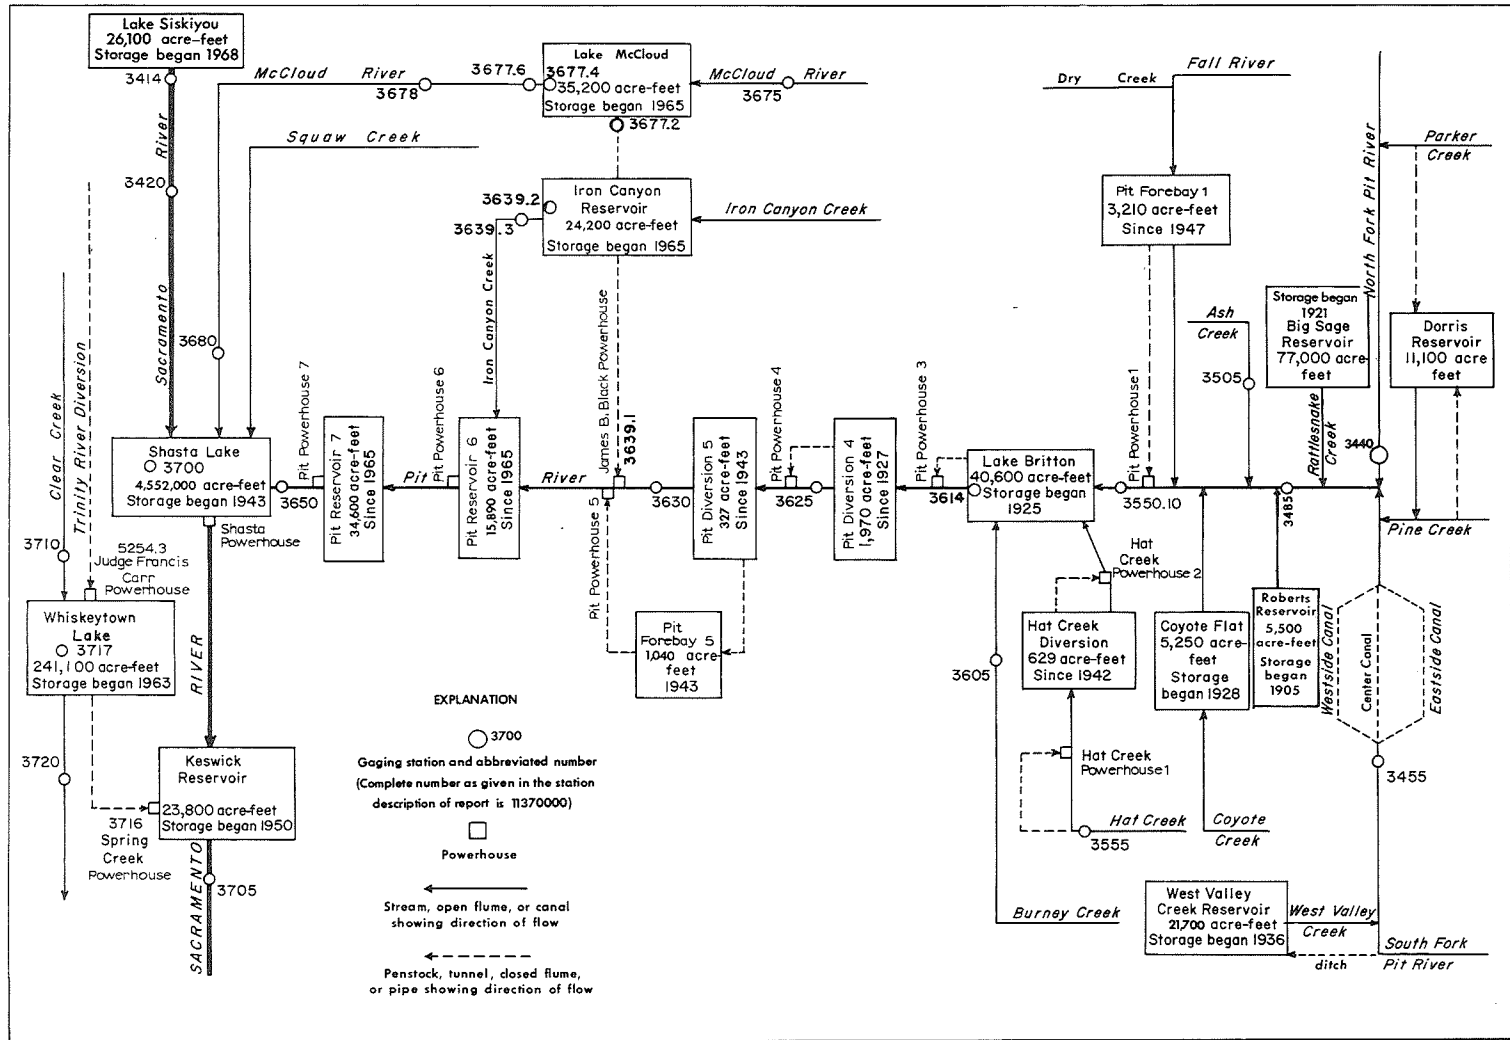 Lake Siskiyou
26,100 acre-feet
Storage began 1968
3414
River
3420
Sacramento
McCloud River
3678
3677.6
Lake McCloud
3677.4
35,200 acre-feet
Storage began 1965
McCloud River
3675
3677.2
Squaw Creek
Iron Canyon
Reservoir
24,200 acre-feet
Storage began 1965
3639.2
3639.3
Iron Canyon Creek
Iron Canyon Creek
James B. Black Powerhouse
3639.1
Dry Creek
Fall River
Pit Forebay 1
3,210 acre-feet
Since 1947
North Fork Pit River
Parker
Creek
Storage began
1921
Big Sage
Reservoir
77,000 acre-
feet
Dorris
Reservoir
11,100 acre
feet
Ash
Creek
3505
Rattlesnake
Creek
3440
Pine Creek
3680
Clear Creek
Trinity River Diversion
Shasta Lake
3700
4,552,000 acre-feet
Storage began 1943
3650
Pit Powerhouse 7
Pit Reservoir 7
34,600 acre-feet
Since 1965
Pit
Pit Powerhouse 6
Pit Reservoir 6
15,890 acre-feet
Since 1965
River
Pit Powerhouse 5
3630
Pit Diversion 5
327 acre-feet
Since 1943
Pit Powerhouse 4
3625
Pit Diversion 4
1,970 acre-feet
Since 1927
Pit Powerhouse 3
3614
Lake Britton
40,600 acre-feet
Storage began
1925
3550.10
Pit Powerhouse 1
3485
Shasta
Powerhouse
3710
5254.3
Judge Francis
Carr
Powerhouse
RIVER
Whiskeytown
Lake
3717
241,100 acre-feet
Storage began 1963
Pit
Forebay 5
1,040 acre-
feet
1943
3605
Hat
Creek
Powerhouse 2
Hat Creek
Diversion
629 acre-feet
Since 1942
Coyote Flat
5,250 acre-
feet
Storage
began 1928
Roberts
Reservoir
5,500
acre-feet
Storage
began
1905
Westside Canal
Center Canal
Eastside Canal
3455
Hat Creek
Powerhouse 1
Hat Creek
3555
Coyote
Creek
Burney Creek
West Valley
Creek Reservoir
21,700 acre-feet
Storage began 1936
West Valley
Creek
South Fork
Pit River
ditch
3720
Keswick
Reservoir
23,800 acre-feet
Storage began 1950
3716
Spring
Creek
Powerhouse
SACRAMENTO
3705
EXPLANATION
3700
Gaging station and abbreviated number
(Complete number as given in the station
description of report is 11370000)
Powerhouse
Stream, open flume, or canal
showing direction of flow
Penstock, tunnel, closed flume,
or pipe showing direction of flow